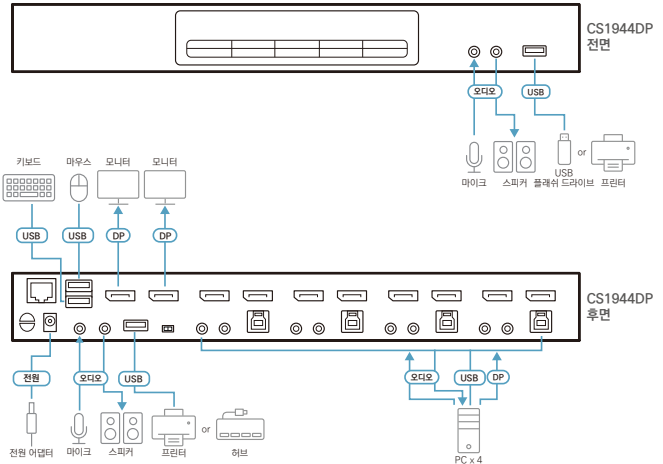 CS1944DP
전면
오디오
USB
마이크
스피커
USB
플래쉬 드라이브
or
프린터
키보드
마우스
모니터
모니터
USB
USB
DP
DP
CS1944DP
후면
전원
오디오
USB
오디오
USB
DP
전원 어댑터
마이크
스피커
프린터
or
허브
PC x 4